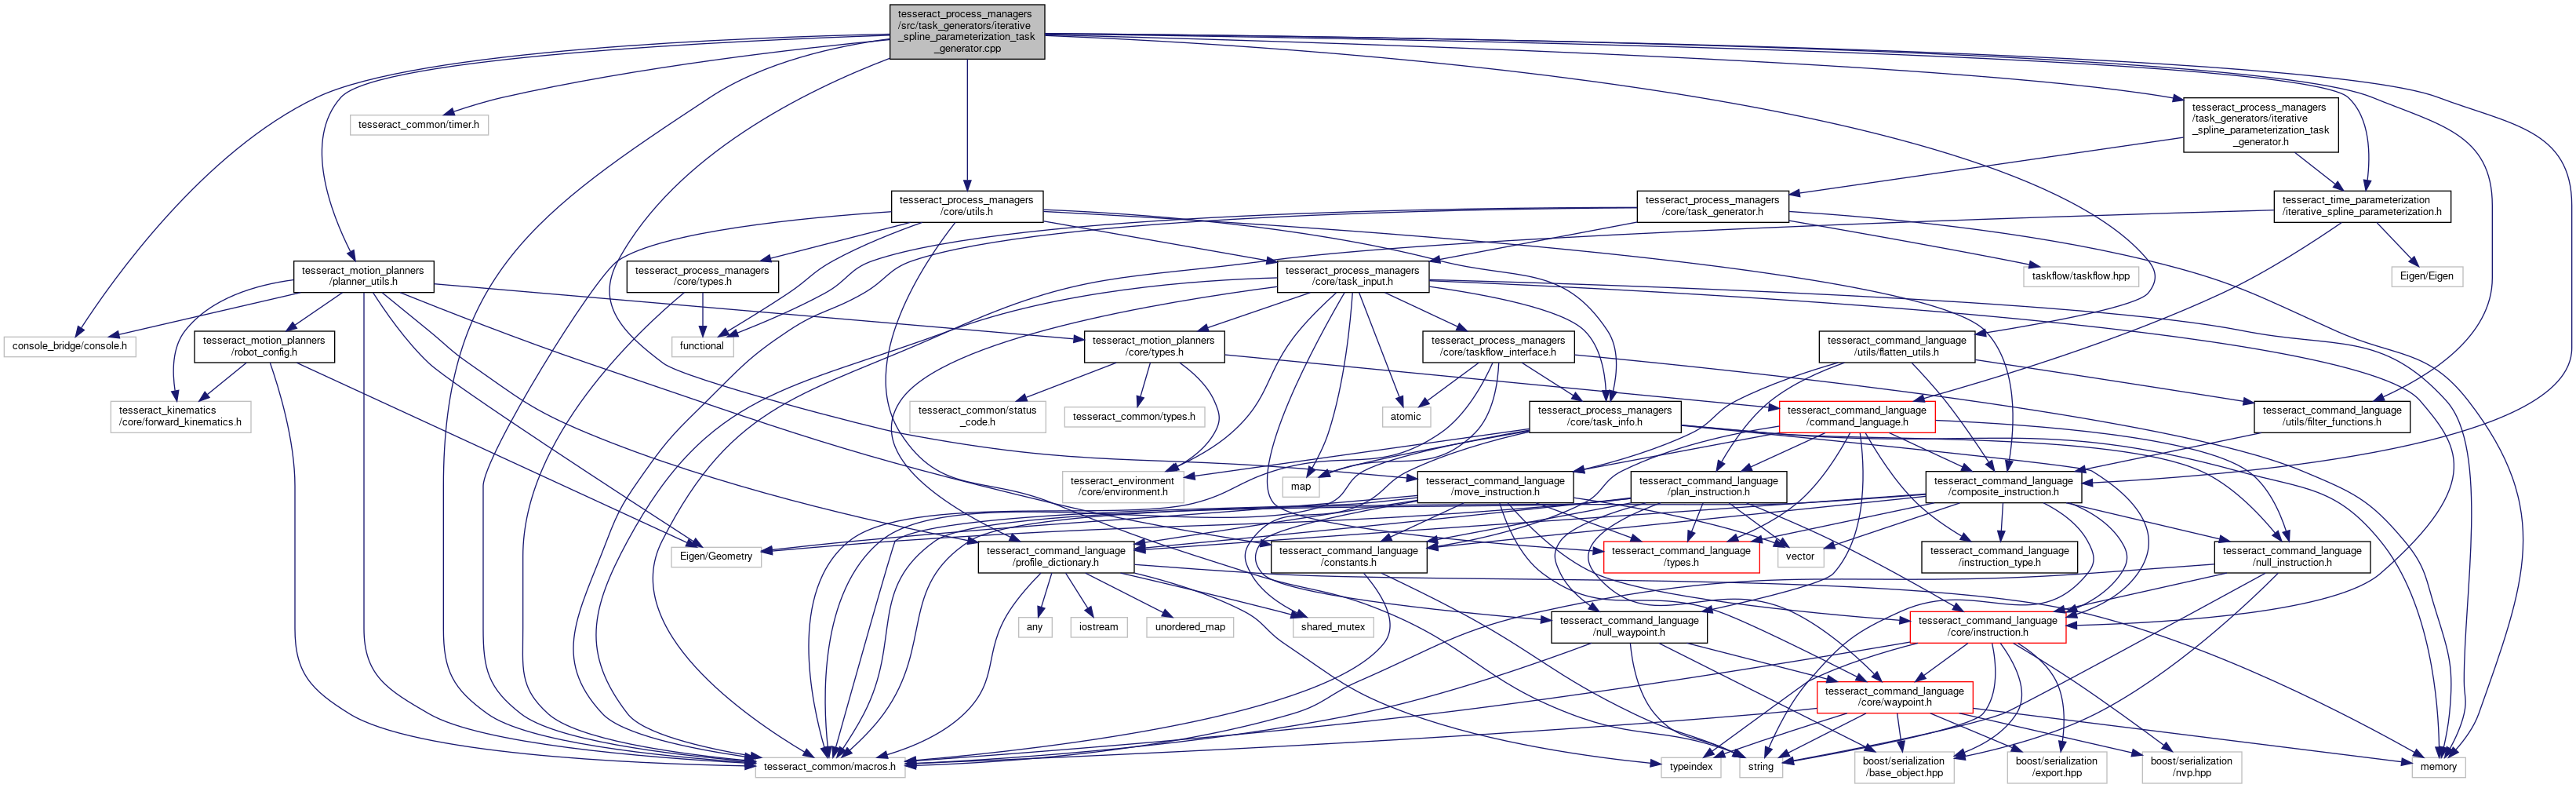 tesseract_process_managers
/src/task_generators/iterative
_spline_parameterization_task
_generator.cpp
tesseract_process_managers
/task_generators/iterative
_spline_parameterization_task
_generator.h
tesseract_common/timer.h
tesseract_process_managers
/core/utils.h
tesseract_process_managers
/core/task_generator.h
tesseract_time_parameterization
/iterative_spline_parameterization.h
tesseract_motion_planners
/planner_utils.h
tesseract_process_managers
/core/types.h
tesseract_process_managers
/core/task_input.h
taskflow/taskflow.hpp
Eigen/Eigen
console_bridge/console.h
tesseract_motion_planners
/robot_config.h
functional
tesseract_motion_planners
/core/types.h
tesseract_process_managers
/core/taskflow_interface.h
tesseract_command_language
/utils/flatten_utils.h
tesseract_kinematics
/core/forward_kinematics.h
tesseract_common/status
_code.h
tesseract_common/types.h
atomic
tesseract_process_managers
/core/task_info.h
tesseract_command_language
/command_language.h
tesseract_command_language
/utils/filter_functions.h
tesseract_environment
/core/environment.h
map
tesseract_command_language
/move_instruction.h
tesseract_command_language
/plan_instruction.h
tesseract_command_language
/composite_instruction.h
Eigen/Geometry
tesseract_command_language
/profile_dictionary.h
tesseract_command_language
/constants.h
tesseract_command_language
/types.h
vector
tesseract_command_language
/instruction_type.h
tesseract_command_language
/null_instruction.h
any
iostream
unordered_map
shared_mutex
tesseract_command_language
/null_waypoint.h
tesseract_command_language
/core/instruction.h
tesseract_command_language
/core/waypoint.h
tesseract_common/macros.h
typeindex
string
boost/serialization
/base_object.hpp
boost/serialization
/export.hpp
boost/serialization
/nvp.hpp
memory